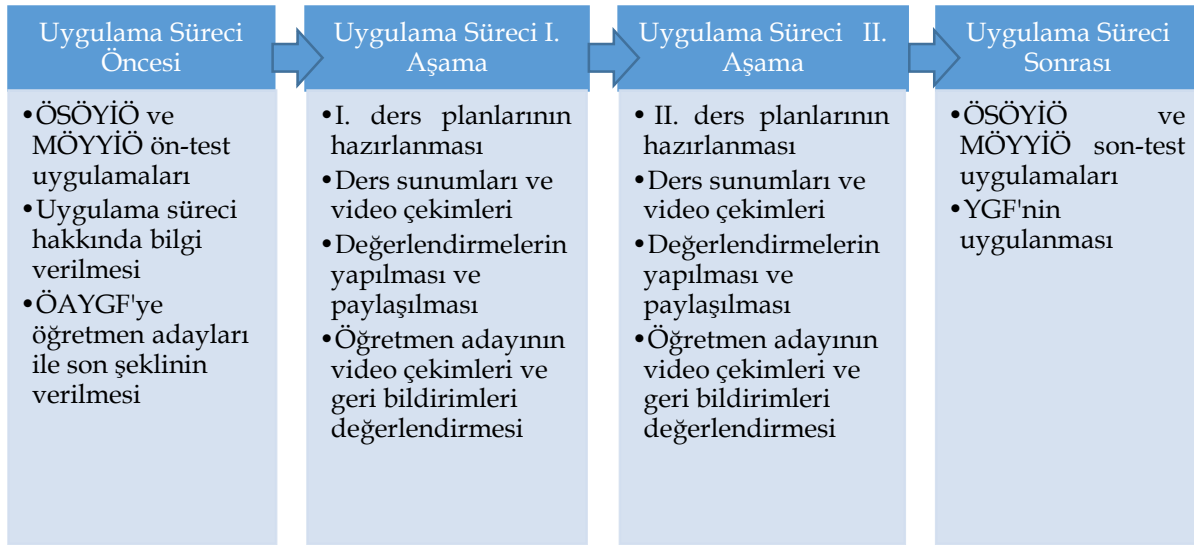 Uygulama Süreci
Öncesi
•ÖSÖYİÖ ve
MÖYYİÖ ön-test
uygulamaları
•Uygulama süreci
hakkında bilgi
verilmesi
•ÖAYGF'ye
öğretmen adayları
ile son şeklinin
verilmesi
Uygulama Süreci I.
Aşama
•I. ders planlarının
hazırlanması
•Ders sunumları ve
video çekimleri
•Değerlendirmelerin
yapılması ve
paylaşılması
•Öğretmen adayının
video çekimleri ve
geri bildirimleri
değerlendirmesi
Uygulama Süreci II.
Aşama
• II. ders planlarının
hazırlanması
•Ders sunumları ve
video çekimleri
•Değerlendirmelerin
yapılması ve
paylaşılması
•Öğretmen adayının
video çekimleri ve
geri bildirimleri
değerlendirmesi
Uygulama Süreci
Sonrası
•ÖSÖYİÖ ve
MÖYYİÖ son-test
uygulamaları
•YGF'nin
uygulanması